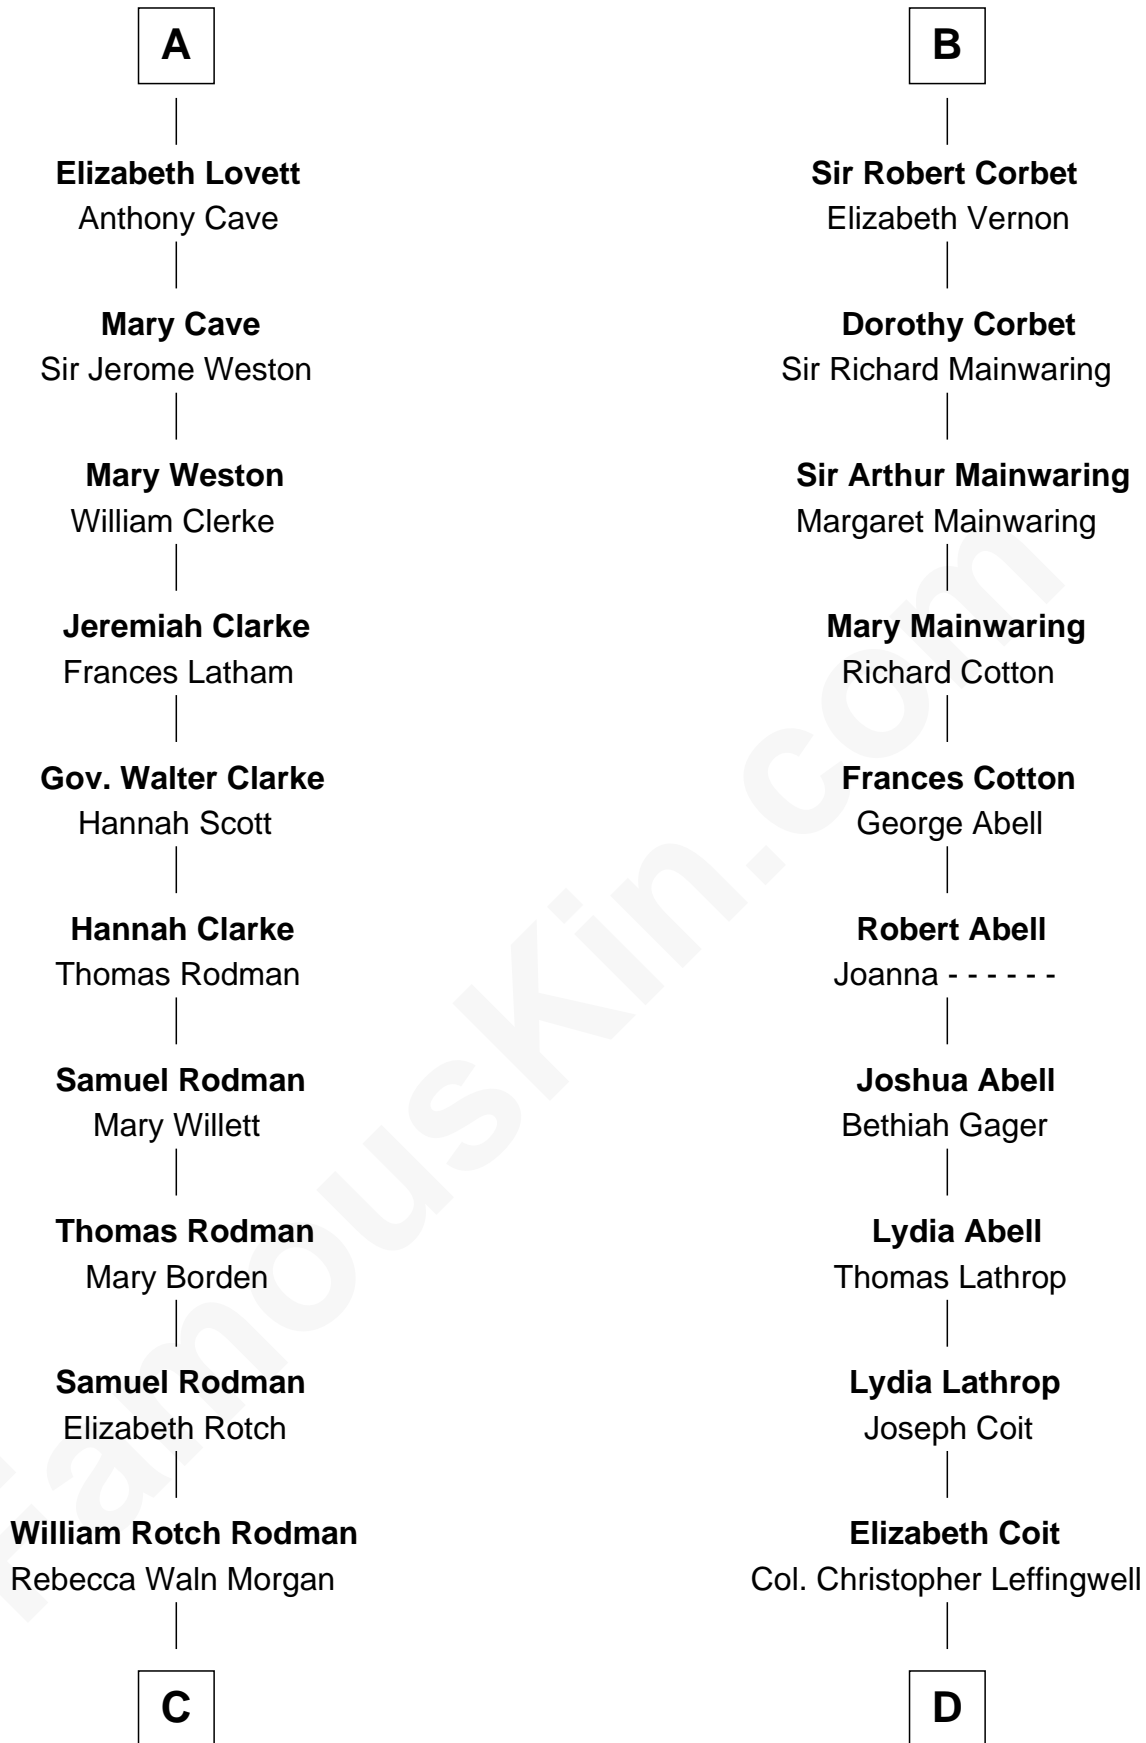 A
Elizabeth Lovett
Anthony Cave
Mary Cave
Sir Jerome Weston
Mary Weston
William Clerke
Jeremiah Clarke
Frances Latham
Gov. Walter Clarke
Hannah Scott
Hannah Clarke
Thomas Rodman
Samuel Rodman
Mary Willett
Thomas Rodman
Mary Borden
Samuel Rodman
Elizabeth Rotch
William Rotch Rodman
Rebecca Waln Morgan
C
B
Sir Robert Corbet
Elizabeth Vernon
Dorothy Corbet
Sir Richard Mainwaring
Sir Arthur Mainwaring
Margaret Mainwaring
Mary Mainwaring
Richard Cotton
Frances Cotton
George Abell
Robert Abell
Joanna - - - - - -
Joshua Abell
Bethiah Gager
Lydia Abell
Thomas Lathrop
Lydia Lathrop
Joseph Coit
Elizabeth Coit
Col. Christopher Leffingwell
D
FamousKin.com